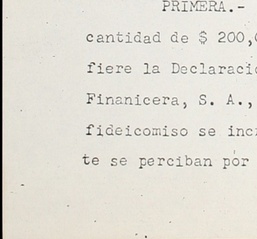 PRIMERA.-
cantidad de $ 200,
fiere la Declaraci
Finanicera, S. A.,
fideicomiso se inc
te se perciban por